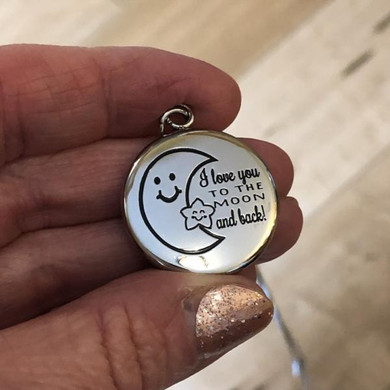 I love you
TO THE
MOON
and back!